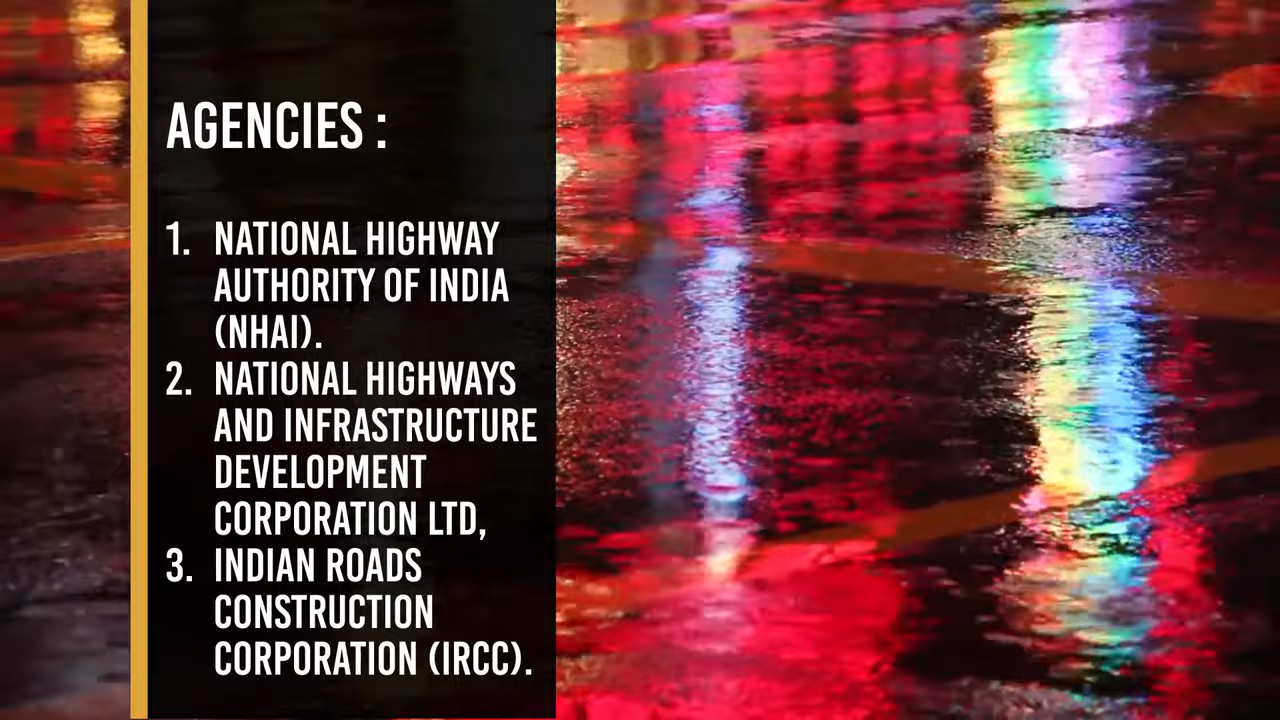 AGENCIES :
1. NATIONAL HIGHWAY
AUTHORITY OF INDIA
(NHAI).
2. NATIONAL HIGHWAYS
AND INFRASTRUCTURE
DEVELOPMENT
CORPORATION LTD,
3. INDIAN ROADS
CONSTRUCTION
CORPORATION (IRCC).